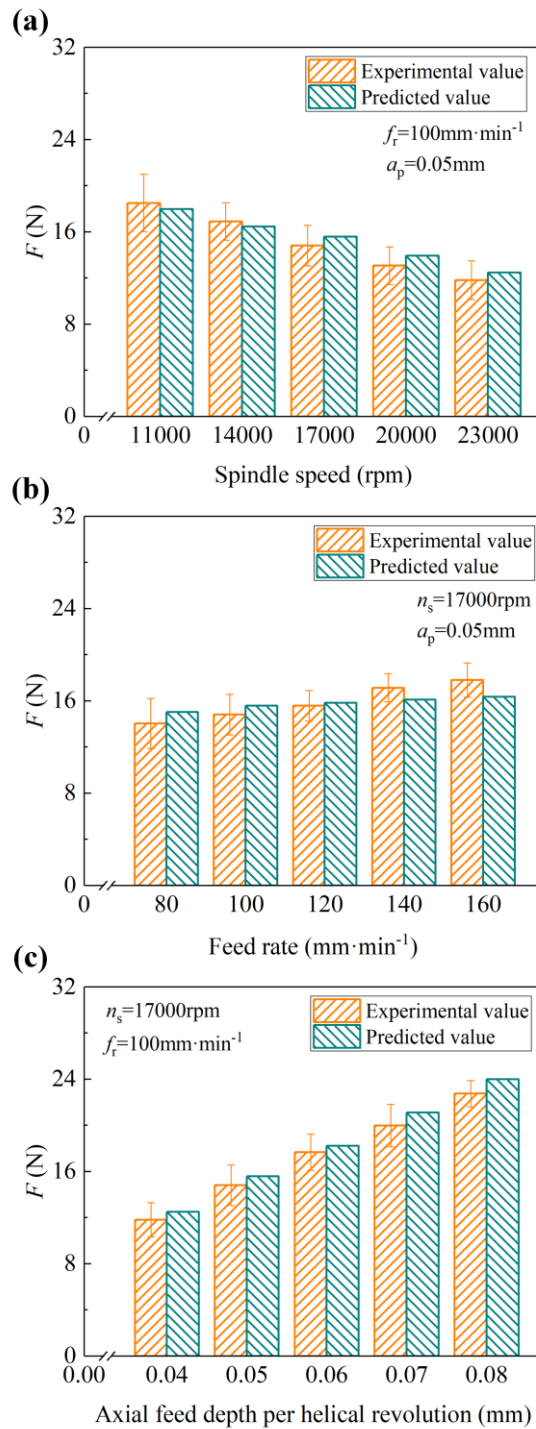 (a)
32
24
16
8
0
F (N)
Experimental value
Predicted value
fr=100mm·min-1
ap=0.05mm
0 11000 14000 17000 20000 23000
Spindle speed (rpm)
(b)
32
24
16
8
0
F (N)
Experimental value
Predicted value
ns=17000rpm
ap=0.05mm
0 80 100 120 140 160
Feed rate (mm·min-1)
(c)
32
24
16
8
0
F (N)
ns=17000rpm
fr=100mm·min-1
Experimental value
Predicted value
0.00 0.04 0.05 0.06 0.07 0.08
Axial feed depth per helical revolution (mm)